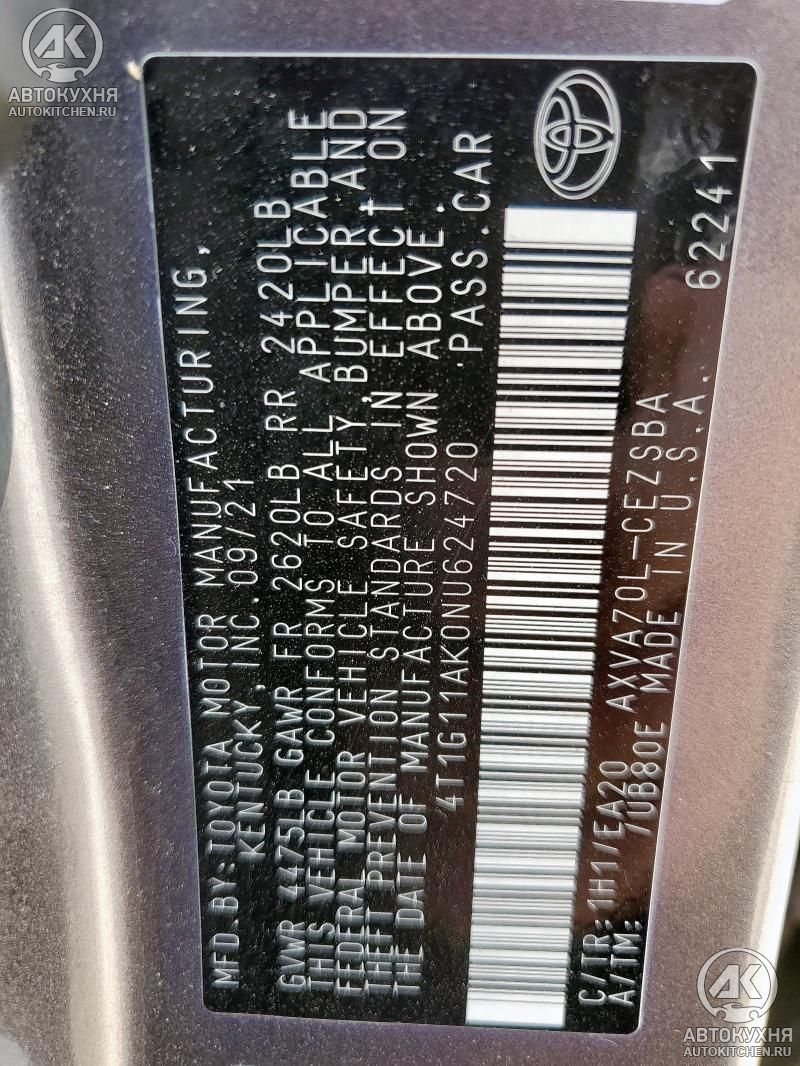 АВТОКУХНЯ
AUTOKITCHEN.RU
MFD.BY:TOYOTA MOTOR MANUFACTURING,
KENTUCKY,INC.09/21
GVWR 4475LB GAWR FR 2620LB RR 2420LB
THIS VEHICLE CONFORMS TO ALL APPLICABLE
FEDERAL MOTOR VEHICLE SAFETY,BUMPER,AND
THEFT PREVENTION STANDARDS IN EFFECT ON
THE DATE OF MANUFACTURE SHOWN ABOVE.
4T1G11AK0NU624720 PASS.CAR
C/TR:1H1/EA20 AXVA70L-CEZSBA 62241
A/TM: /UB80E MADE IN U.S.A.
АВТОКУХНЯ
AUTOKITCHEN.RU